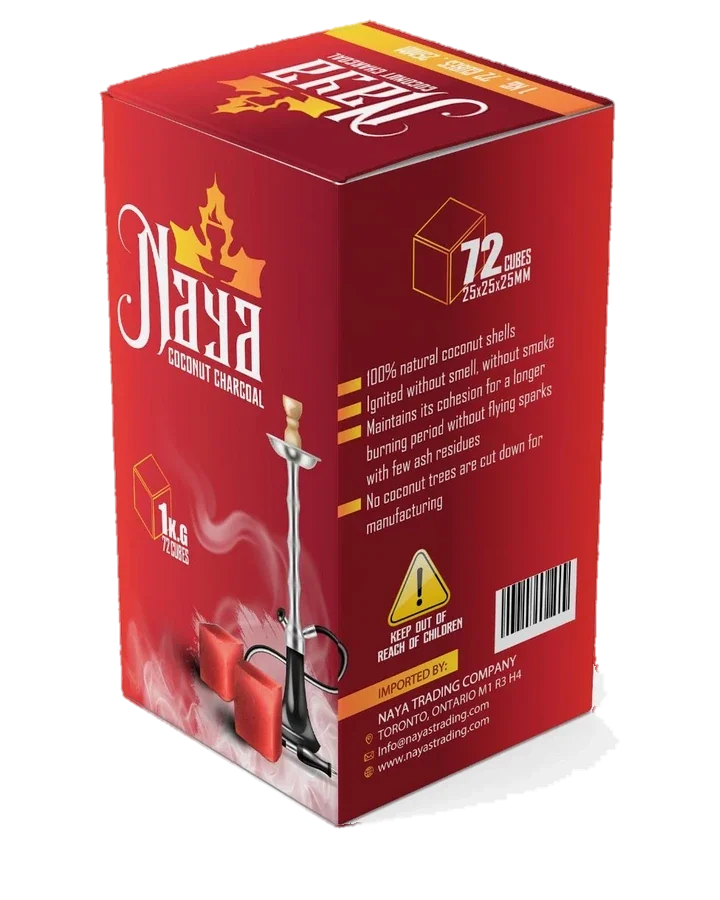 1 KG, 72 CUBES, 25MM
Naya
COCONUT CHARCOAL
Naya
COCONUT CHARCOAL
1K.G
72 CUBES
72 CUBES
25x25x25MM
100% natural coconut shells
Ignited without smell, without smoke
Maintains its cohesion for a longer
burning period without flying sparks
with few ash residues
No coconut trees are cut down for
manufacturing
!
KEEP OUT OF
REACH OF CHILDREN
IMPORTED BY:
NAYA TRADING COMPANY
TORONTO, ONTARIO M1 R3 H4
Info@nayastrading.com
www.nayastrading.com